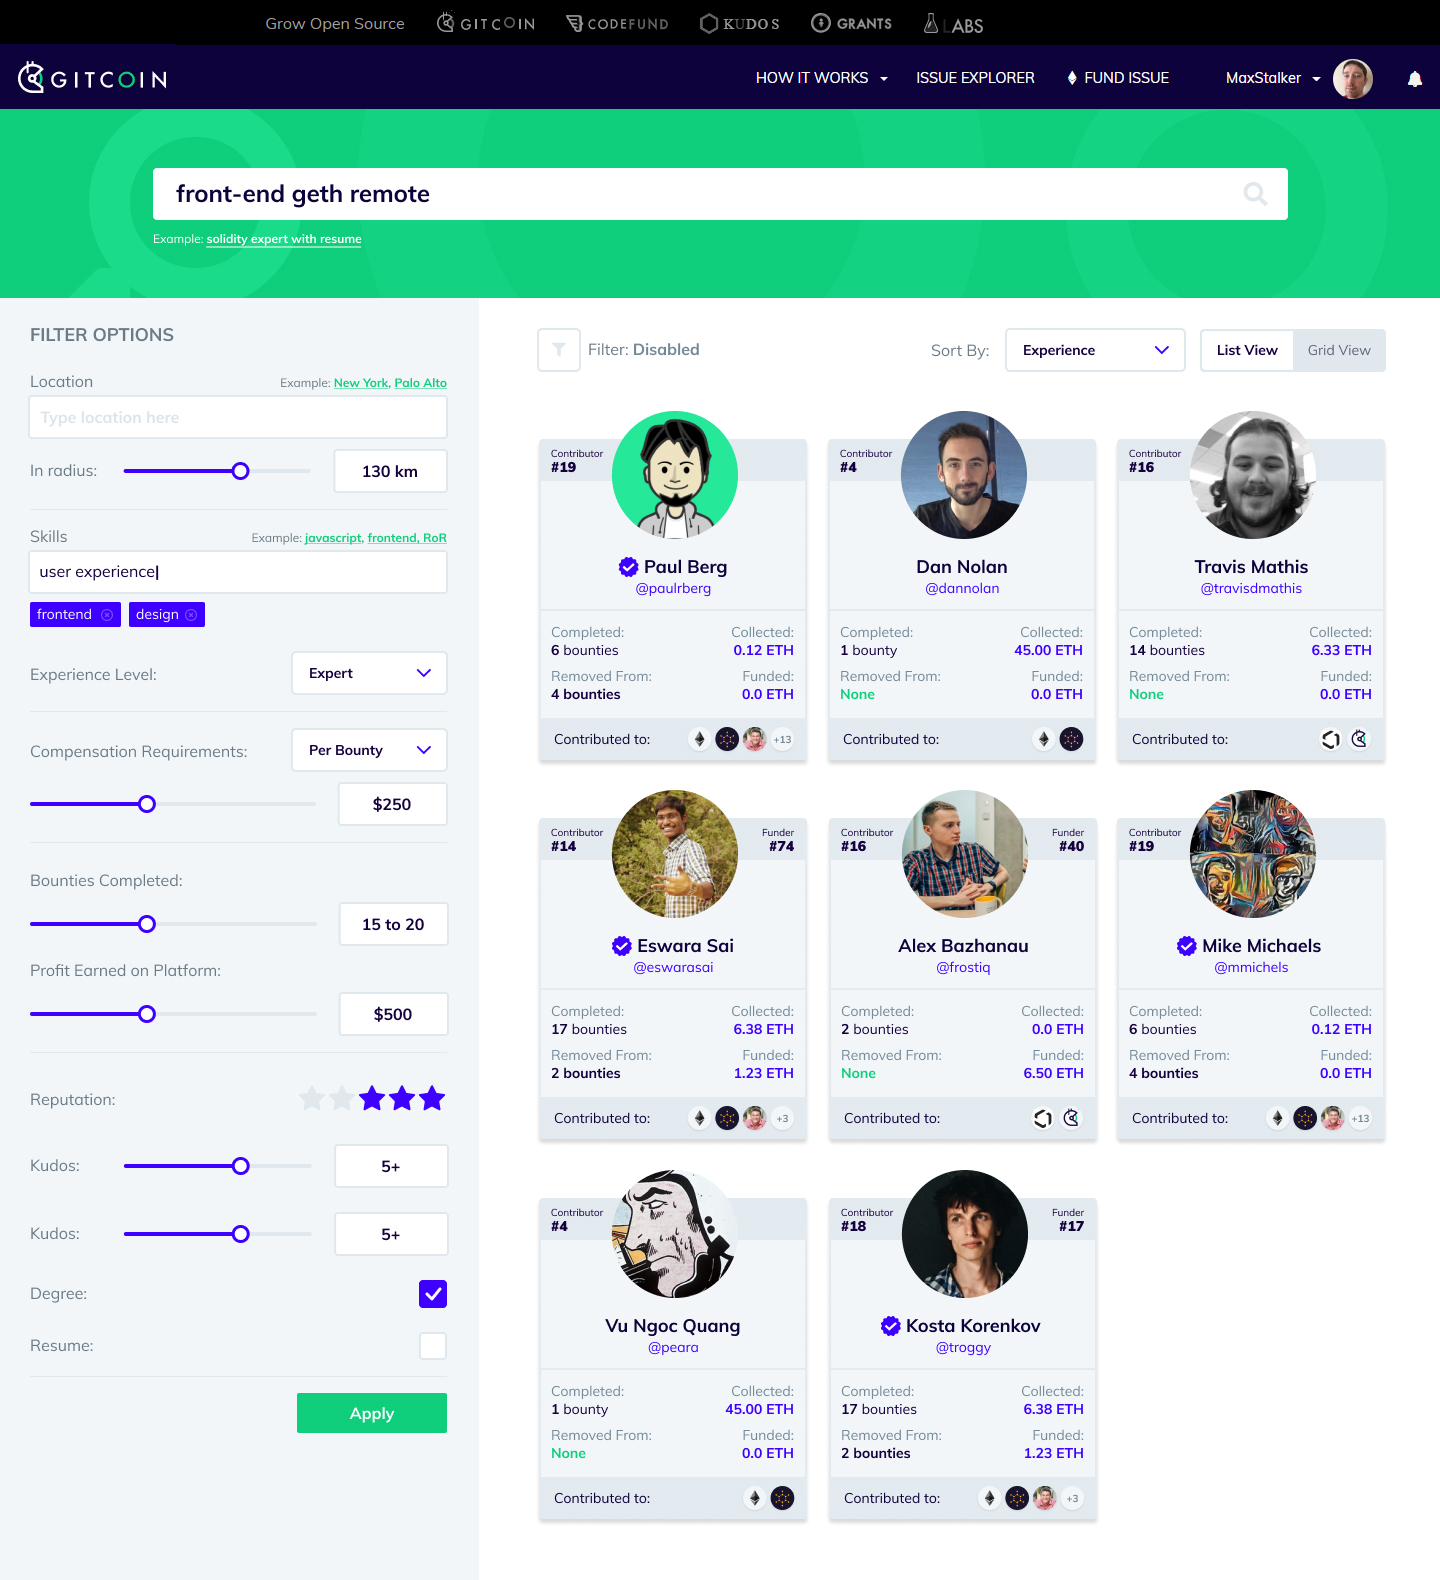 Grow Open Source GITCOIN CODEFUND KUDOS GRANTS LABS
GITCOIN HOW IT WORKS ISSUE EXPLORER FUND ISSUE MaxStalker
front-end geth remote
Example: solidity expert with resume
FILTER OPTIONS
Location Example: New York, Palo Alto
Type location here
In radius: 130 km
Skills Example: javascript, frontend, RoR
user experience
frontend design
Experience Level: Expert
Compensation Requirements: Per Bounty
$250
Bounties Completed:
15 to 20
Profit Earned on Platform:
$500
Reputation:
Kudos: 5+
Kudos: 5+
Degree:
Resume:
Apply
Filter: Disabled Sort By: Experience List View Grid View
Contributor
#19
Paul Berg
@paulrberg
Completed: Collected:
6 bounties 0.12 ETH
Removed From: Funded:
4 bounties 0.0 ETH
Contributed to: +13
Contributor
#4
Dan Nolan
@dannolan
Completed: Collected:
1 bounty 45.00 ETH
Removed From: Funded:
None 0.0 ETH
Contributed to:
Contributor
#16
Travis Mathis
@travisdmathis
Completed: Collected:
14 bounties 6.33 ETH
Removed From: Funded:
None 0.0 ETH
Contributed to:
Contributor Funder
#14 #74
Eswara Sai
@eswarasai
Completed: Collected:
17 bounties 6.38 ETH
Removed From: Funded:
2 bounties 1.23 ETH
Contributed to: +3
Contributor Funder
#16 #40
Alex Bazhanau
@frostiq
Completed: Collected:
2 bounties 0.0 ETH
Removed From: Funded:
None 6.50 ETH
Contributed to:
Contributor
#19
Mike Michaels
@mmichels
Completed: Collected:
6 bounties 0.12 ETH
Removed From: Funded:
4 bounties 0.0 ETH
Contributed to: +13
Contributor
#4
Vu Ngoc Quang
@peara
Completed: Collected:
1 bounty 45.00 ETH
Removed From: Funded:
None 0.0 ETH
Contributed to:
Contributor Funder
#18 #17
Kosta Korenkov
@troggy
Completed: Collected:
17 bounties 6.38 ETH
Removed From: Funded:
2 bounties 1.23 ETH
Contributed to: +3